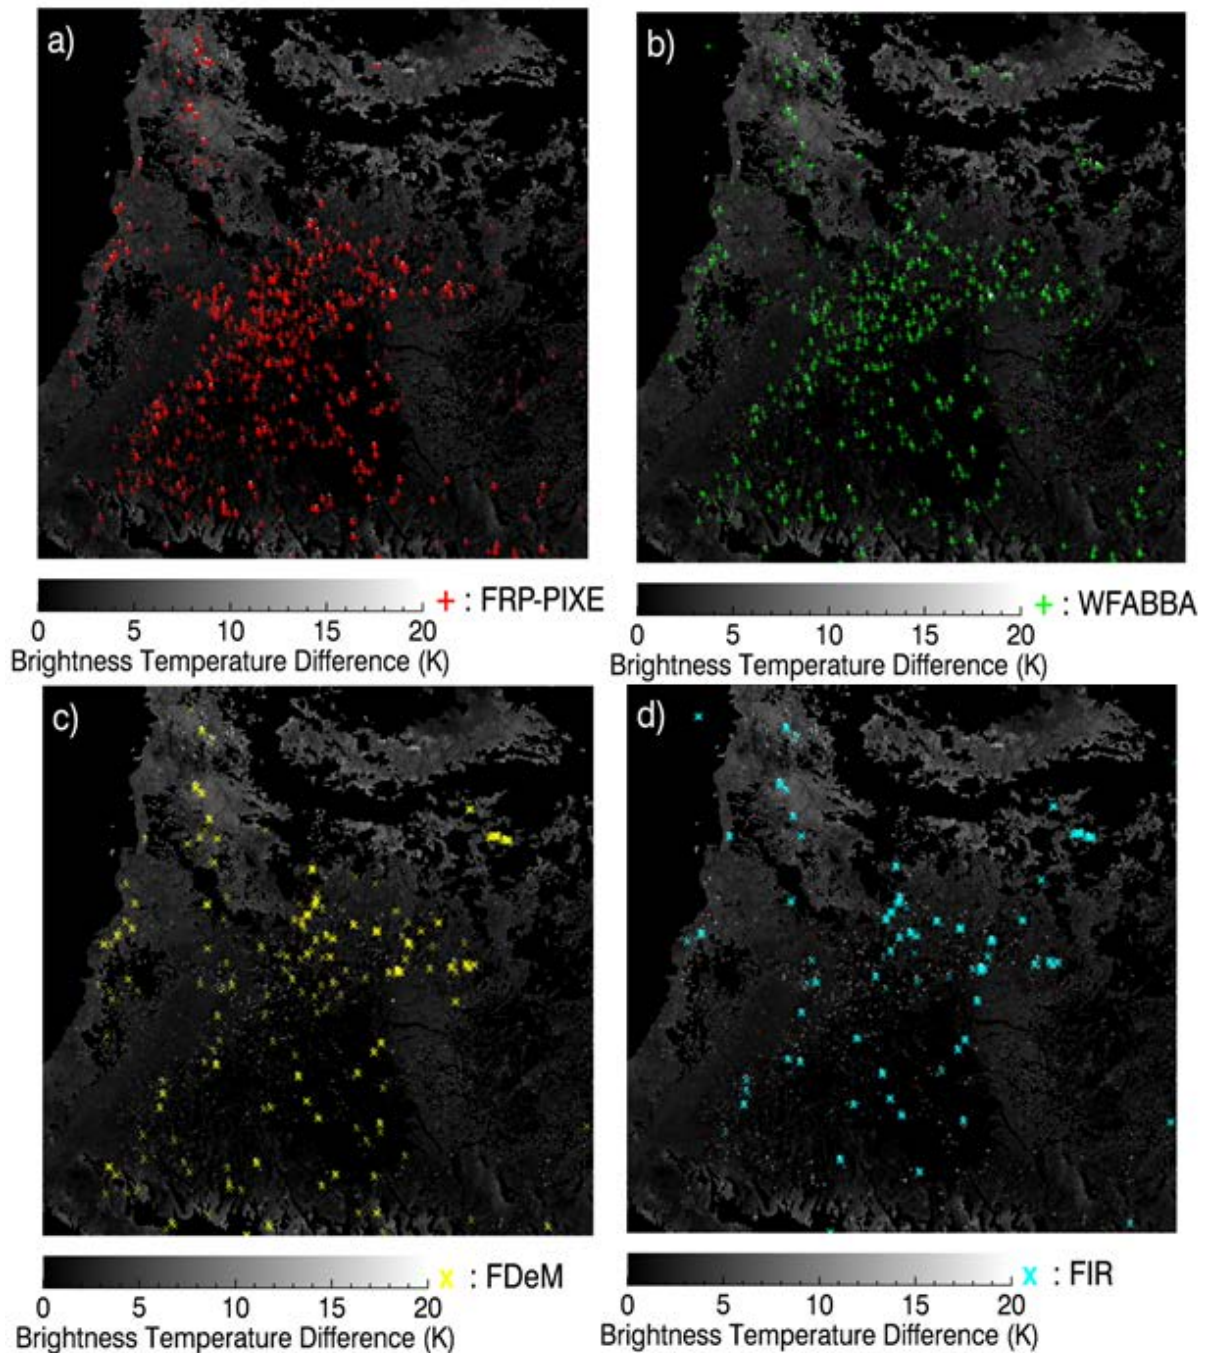 a)
b)
0 5 10 15 20 + : FRP-PIXE
Brightness Temperature Difference (K)
0 5 10 15 20 + : WFABBA
Brightness Temperature Difference (K)
c)
d)
0 5 10 15 20 x : FDeM
Brightness Temperature Difference (K)
0 5 10 15 20 x : FIR
Brightness Temperature Difference (K)